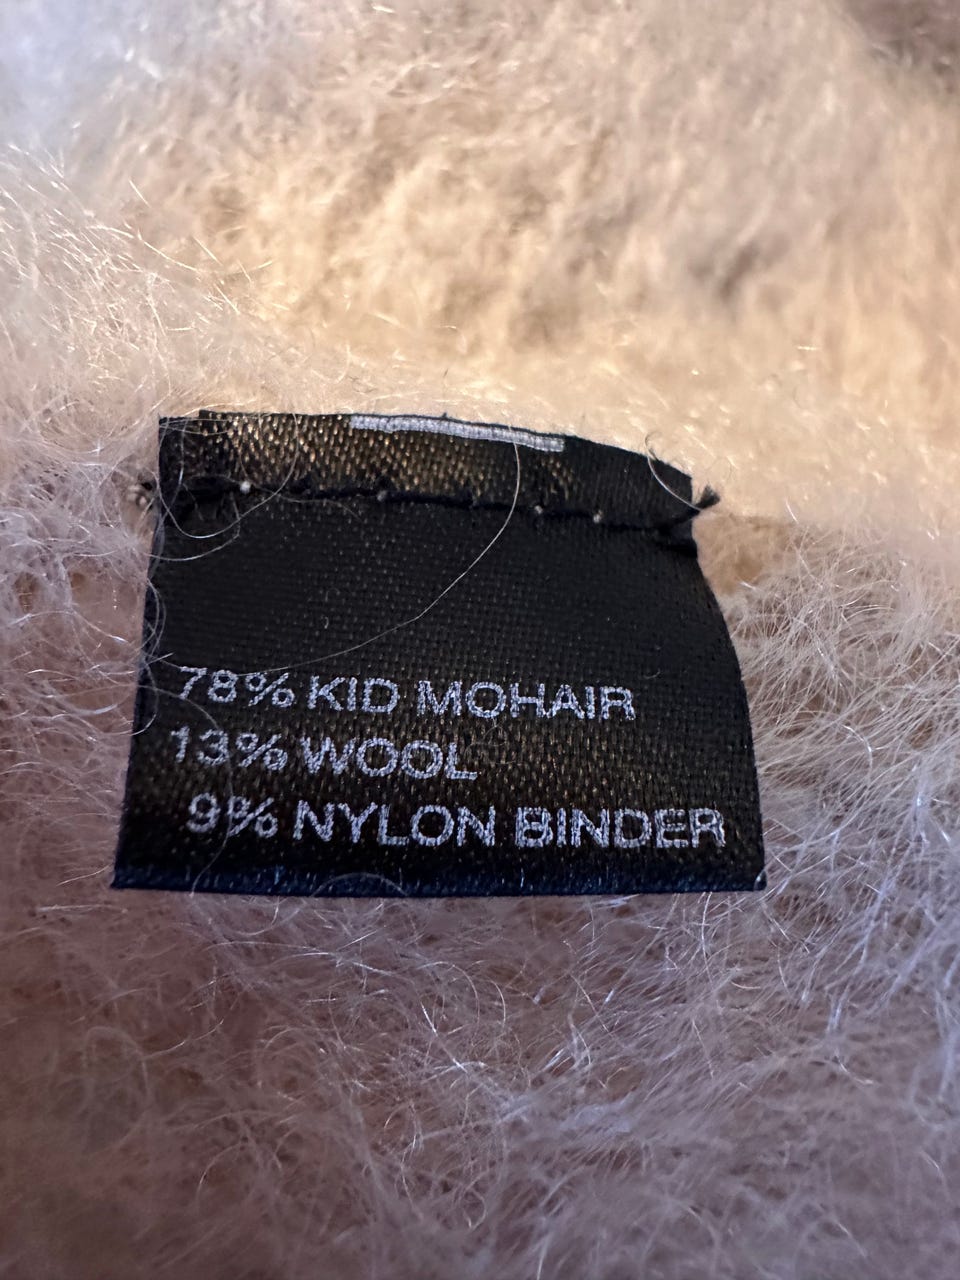 78% KID MOHAIR
13% WOOL
9% NYLON BINDER